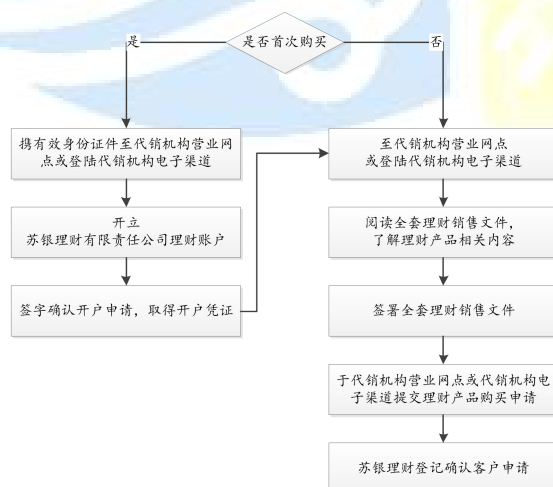 是否首次购买
是
否
携有效身份证件至代销机构营业网
点或登陆代销机构电子渠道
开立
苏银理财有限责任公司理财账户
签字确认开户申请，取得开户凭证
至代销机构营业网点
或登陆代销机构电子渠道
阅读全套理财销售文件，
了解理财产品相关内容
签署全套理财销售文件
于代销机构营业网点或代销机构电
子渠道提交理财产品购买申请
苏银理财登记确认客户申请